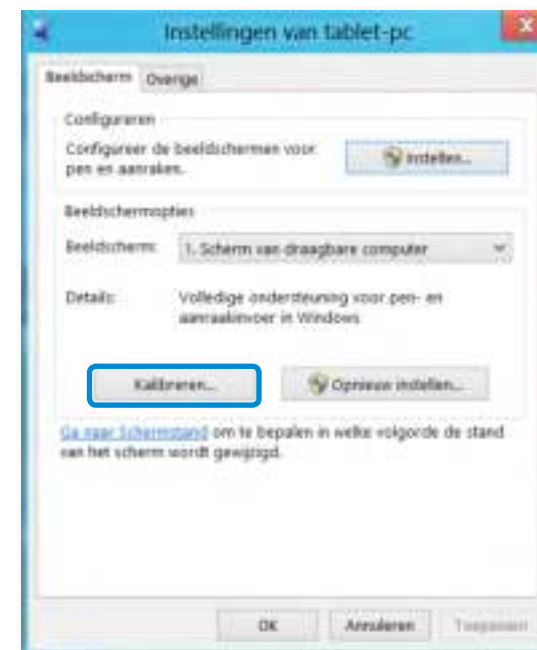 Instellingen van tablet-pc
Beeldscherm Overige
Configureren
Configureer de beeldschermen voor
pen en aanraken.
Instellen...
Beeldschermopties
Beeldscherm: 1. Scherm van draagbare computer
Details: Volledige ondersteuning voor pen- en
aanraakinvoer in Windows
Kalibreren... Opnieuw instellen...
Ga naar Schermstand om te bepalen in welke volgorde de stand
van het scherm wordt gewijzigd.
OK Annuleren Toepassen